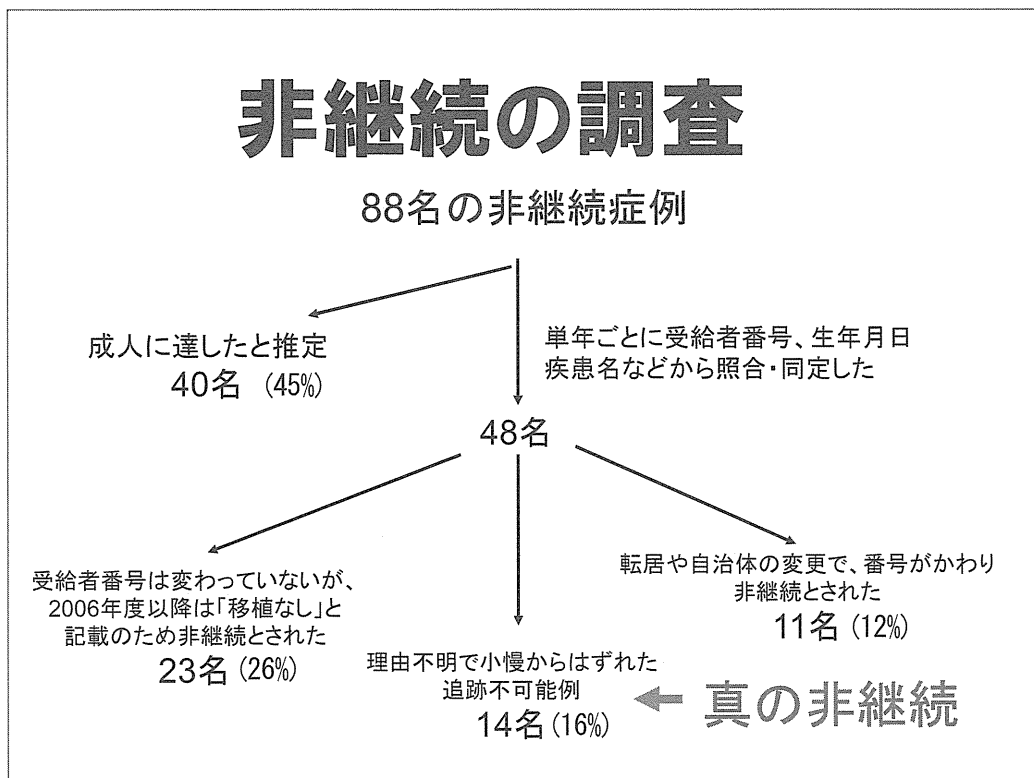 非継続の調査
88名の非継続症例
成人に達したと推定
40名 (45%)
単年ごとに受給者番号、生年月日
疾患名などから照合・同定した
48名
受給者番号は変わっていないが、
2006年度以降は「移植なし」と
記載のため非継続とされた
23名 (26%)
理由不明で小慢からはずれた
追跡不可能例
14名 (16%)
転居や自治体の変更で、番号がかわり
非継続とされた
11名 (12%)
真の非継続